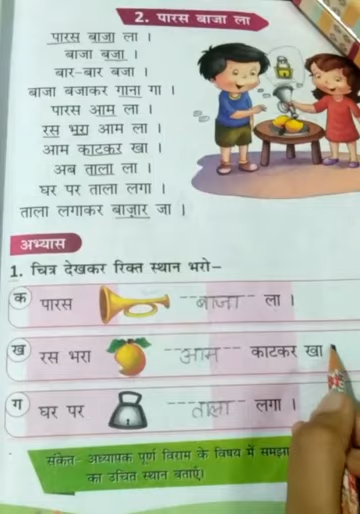 2. पारस बाजा ला
पारस बाजा ला ।
बाजा बजा ।
बार-बार बजा ।
बाजा बजाकर गाना गा ।
पारस आम ला ।
रस भरा आम ला ।
आम काटकर खा ।
अब ताला ला ।
घर पर ताला लगा ।
ताला लगाकर बाज़ार जा ।
अभ्यास
1. चित्र देखकर रिक्त स्थान भरो–
क पारस बाजा ला ।
ख रस भरा आम काटकर खा
ग घर पर ताला लगा ।
संकेत- अध्यापक पूर्ण विराम के विषय में समझा
का उचित स्थान बताएं।